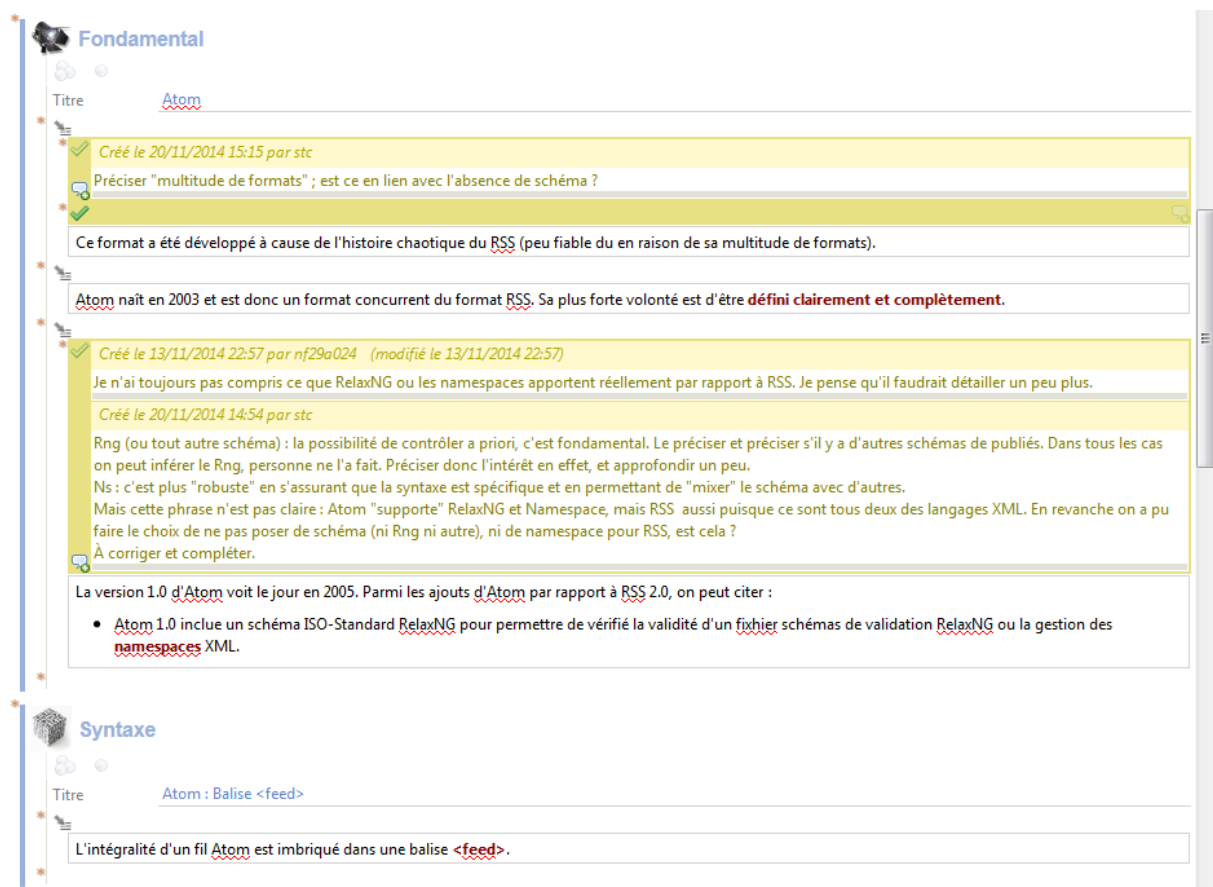 Fondamental
Titre Atom
Créé le 20/11/2014 15:15 par stc
Préciser "multitude de formats" ; est ce en lien avec l'absence de schéma ?
Ce format a été développé à cause de l'histoire chaotique du RSS (peu fiable du en raison de sa multitude de formats).
Atom naît en 2003 et est donc un format concurrent du format RSS. Sa plus forte volonté est d'être défini clairement et complètement.
Créé le 13/11/2014 22:57 par nf29a024 (modifié le 13/11/2014 22:57)
Je n'ai toujours pas compris ce que RelaxNG ou les namespaces apportent réellement par rapport à RSS. Je pense qu'il faudrait détailler un peu plus.
Créé le 20/11/2014 14:54 par stc
Rng (ou tout autre schéma) : la possibilité de contrôler a priori, c'est fondamental. Le préciser et préciser s'il y a d'autres schémas de publiés. Dans tous les cas
on peut inférer le Rng, personne ne l'a fait. Préciser donc l'intérêt en effet, et approfondir un peu.
Ns : c'est plus "robuste" en s'assurant que la syntaxe est spécifique et en permettant de "mixer" le schéma avec d'autres.
Mais cette phrase n'est pas claire : Atom "supporte" RelaxNG et Namespace, mais RSS aussi puisque ce sont tous deux des langages XML. En revanche on a pu
faire le choix de ne pas poser de schéma (ni Rng ni autre), ni de namespace pour RSS, est cela ?
À corriger et compléter.
La version 1.0 d'Atom voit le jour en 2005. Parmi les ajouts d'Atom par rapport à RSS 2.0, on peut citer :
• Atom 1.0 inclue un schéma ISO-Standard RelaxNG pour permettre de vérifié la validité d'un fixhier schémas de validation RelaxNG ou la gestion des
namespaces XML.
Syntaxe
Titre Atom : Balise <feed>
L'intégralité d'un fil Atom est imbriqué dans une balise <feed>.